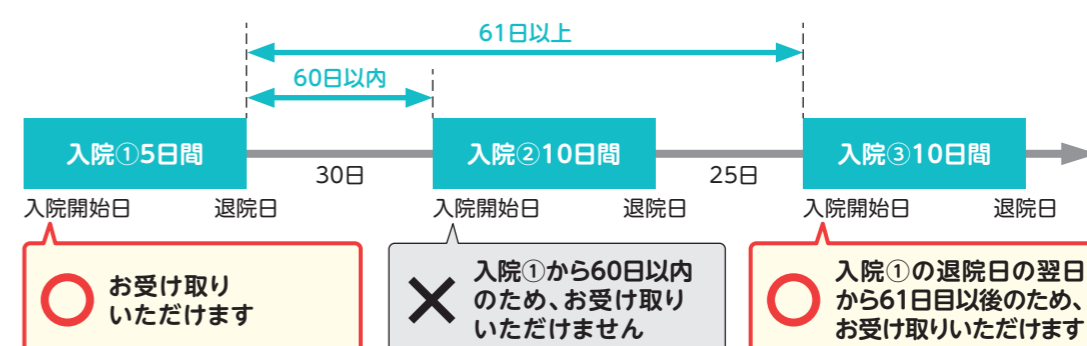 61日以上
60日以内
入院①5日間
30日
入院②10日間
25日
入院③10日間
入院開始日
退院日
入院開始日
退院日
入院開始日
退院日
お受け取り
いただけます
入院①から60日以内
のため、お受け取り
いただけません
入院①の退院日の翌日
から61日目以後のため、
お受け取りいただけます